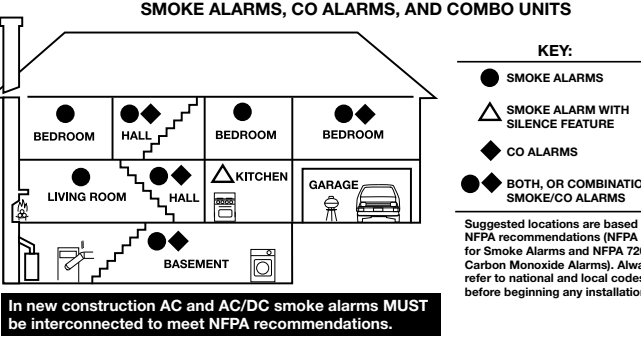 SMOKE ALARMS, CO ALARMS, AND COMBO UNITS
BEDROOM
HALL
BEDROOM
BEDROOM
LIVING ROOM
HALL
KITCHEN
GARAGE
BASEMENT
In new construction AC and AC/DC smoke alarms MUST
be interconnected to meet NFPA recommendations.
KEY:
SMOKE ALARMS
SMOKE ALARM WITH
SILENCE FEATURE
CO ALARMS
BOTH, OR COMBINATIO
SMOKE/CO ALARMS
Suggested locations are based
NFPA recommendations (NFPA
for Smoke Alarms and NFPA 72
Carbon Monoxide Alarms). Alwa
refer to national and local codes
before beginning any installation